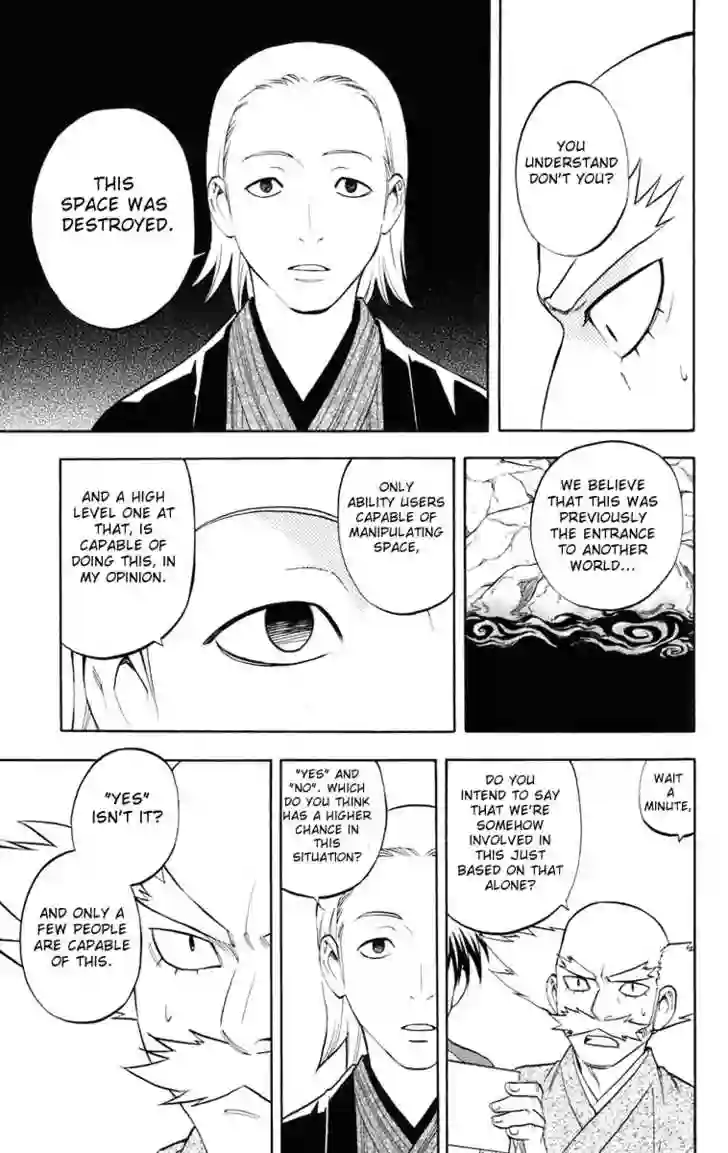 YOU
UNDERSTAND
DON'T YOU?
THIS
SPACE WAS
DESTROYED.
WE BELIEVE
THAT THIS WAS
PREVIOUSLY
THE ENTRANCE
TO ANOTHER
WORLD...
ONLY
ABILITY USERS
CAPABLE OF
MANIPULATING
SPACE,
AND A HIGH
LEVEL ONE AT
THAT, IS
CAPABLE OF
DOING THIS, IN
MY OPINION.
WAIT
A
MINUTE,
DO YOU
INTEND TO SAY
THAT WE'RE
SOMEHOW
INVOLVED IN
THIS JUST
BASED ON THAT
ALONE?
"YES" AND
"NO". WHICH
DO YOU THINK
HAS A HIGHER
CHANCE IN
THIS
SITUATION?
"YES"
ISN'T IT?
AND ONLY A
FEW PEOPLE
ARE CAPABLE
OF THIS.